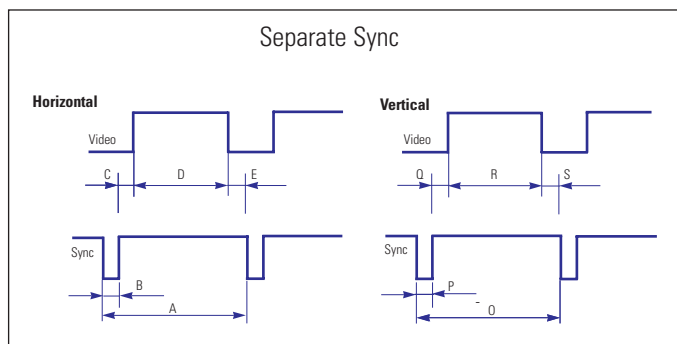 Separate Sync
Horizontal
Vertical
Video
Video
C D E
Q R S
Sync
Sync
B
P
A
O